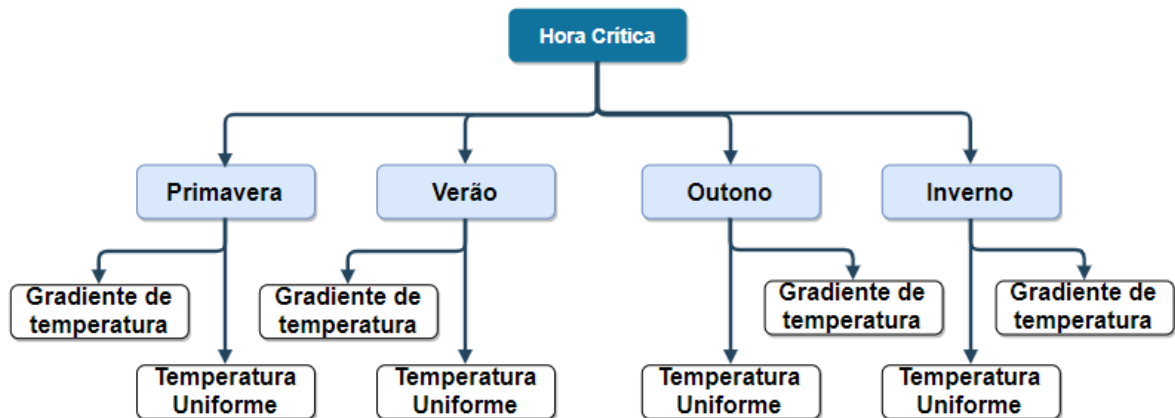 Hora Crítica
Primavera
Verão
Outono
Inverno
Gradiente de
temperatura
Gradiente de
temperatura
Gradiente de
temperatura
Gradiente de
temperatura
Temperatura
Uniforme
Temperatura
Uniforme
Temperatura
Uniforme
Temperatura
Uniforme